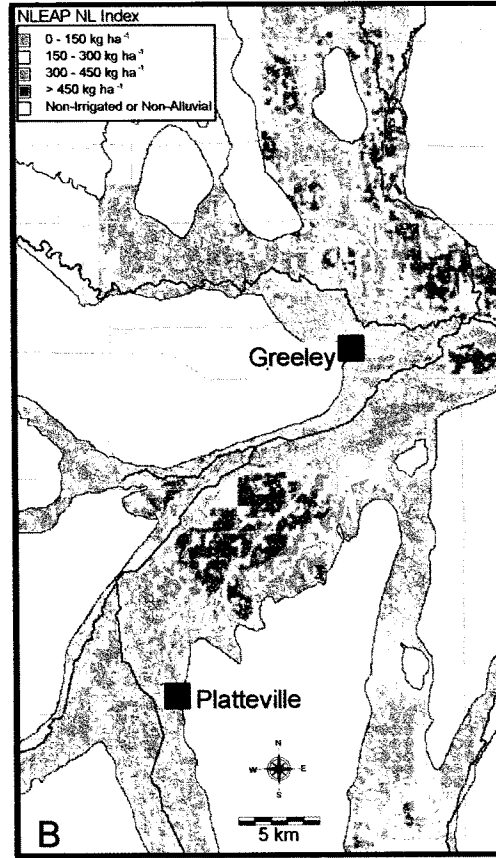 NLEAP NL Index
0 - 150 kg ha⁻¹
150 - 300 kg ha⁻¹
300 - 450 kg ha⁻¹
> 450 kg ha⁻¹
Non-Irrigated or Non-Alluvial
Greeley
Platteville
N
W E
S
5 km
B